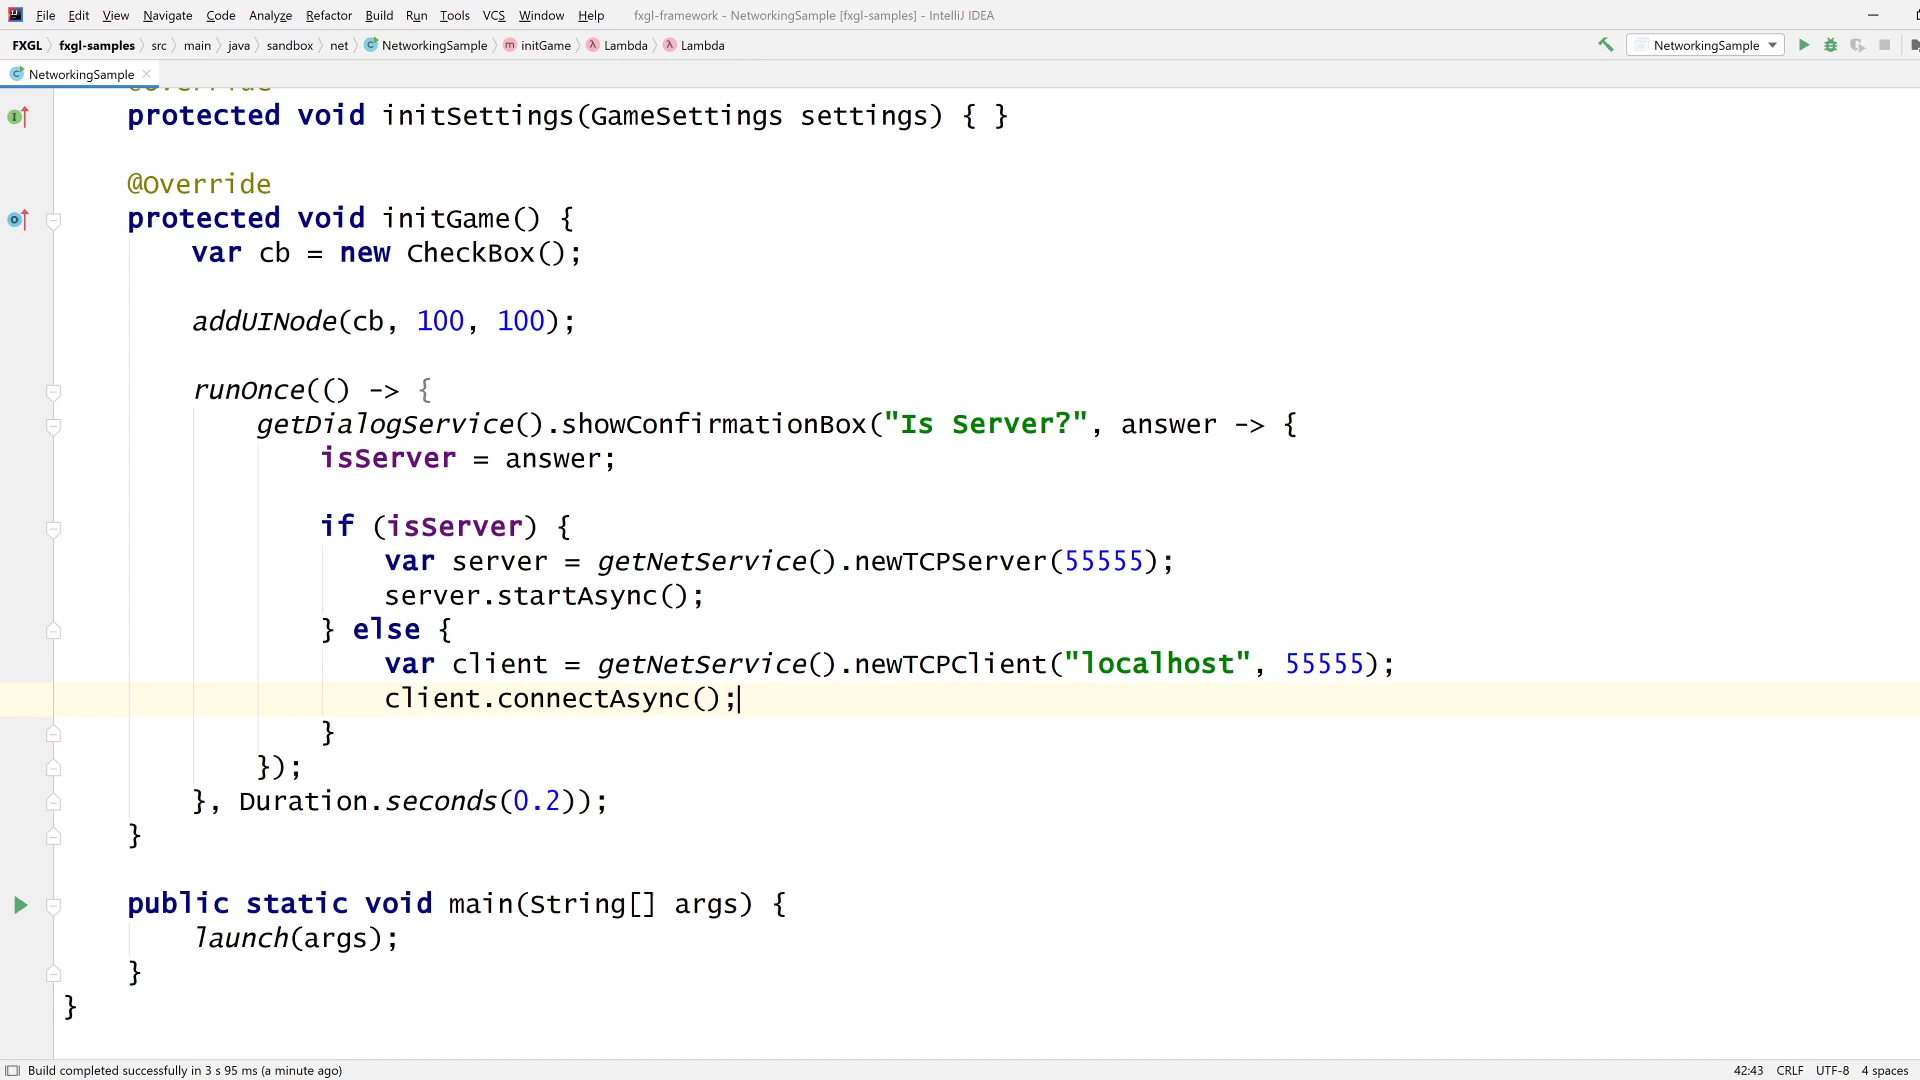 File Edit View Navigate Code Analyze Refactor Build Run Tools VCS Window Help fxgl-framework - NetworkingSample [fxgl-samples] - IntelliJ IDEA
FXGL fxgl-samples src main java sandbox net NetworkingSample initGame Lambda Lambda NetworkingSample
NetworkingSample
@Override
protected void initSettings(GameSettings settings) { }
@Override
protected void initGame() {
var cb = new CheckBox();
addUINode(cb, 100, 100);
runOnce(() -> {
getDialogService().showConfirmationBox("Is Server?", answer -> {
isServer = answer;
if (isServer) {
var server = getNetService().newTCPServer(55555);
server.startAsync();
} else {
var client = getNetService().newTCPClient("localhost", 55555);
client.connectAsync();
}
});
}, Duration.seconds(0.2));
}
public static void main(String[] args) {
launch(args);
}
}
Build completed successfully in 3 s 95 ms (a minute ago) 42:43 CRLF UTF-8 4 spaces